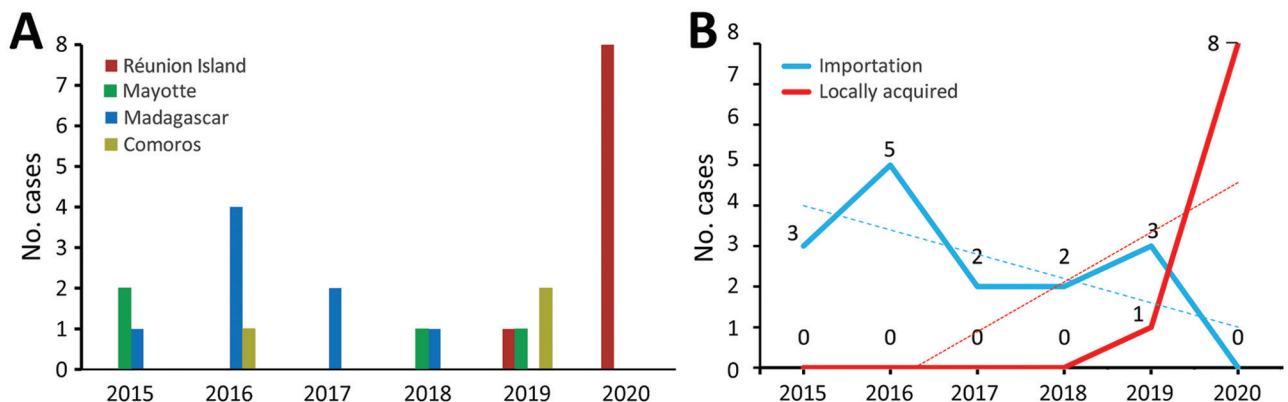 A
No. cases
8
7
6
5
4
3
2
1
0
Réunion Island
Mayotte
Madagascar
Comoros
2015 2016 2017 2018 2019 2020
B
No. cases
8
7
6
5
4
3
2
1
0
Importation
Locally acquired
3 5 2 2 3 0
0 0 0 0 1 8
2015 2016 2017 2018 2019 2020